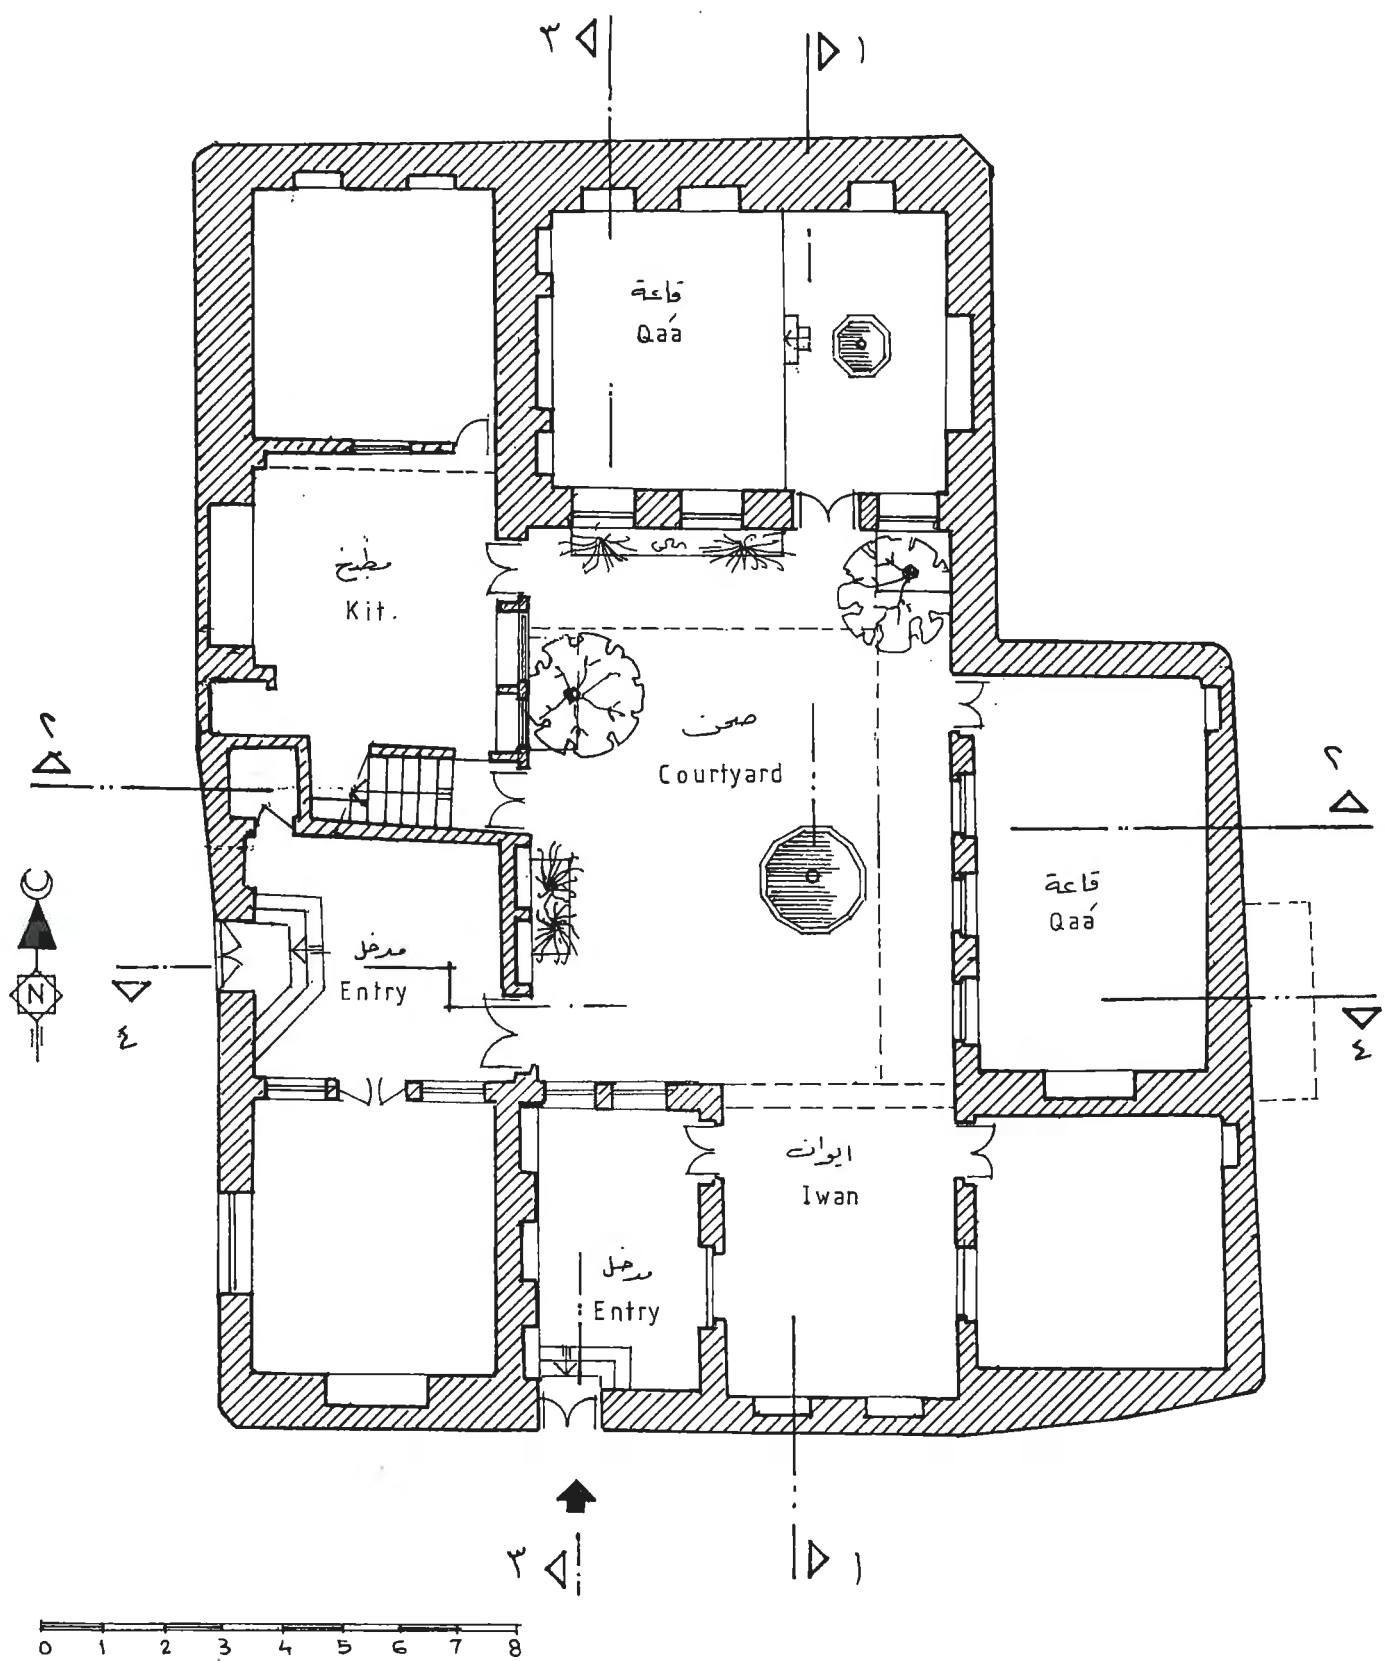 ٣ ١
قاعة
Qaá
مطبخ
Kit.
صحن
Courtyard
٢ ٢
قاعة
Qaá
مدخل
Entry
N
٤ ٤
ايوان
Iwan
مدخل
Entry
٣ ١
0 1 2 3 4 5 6 7 8